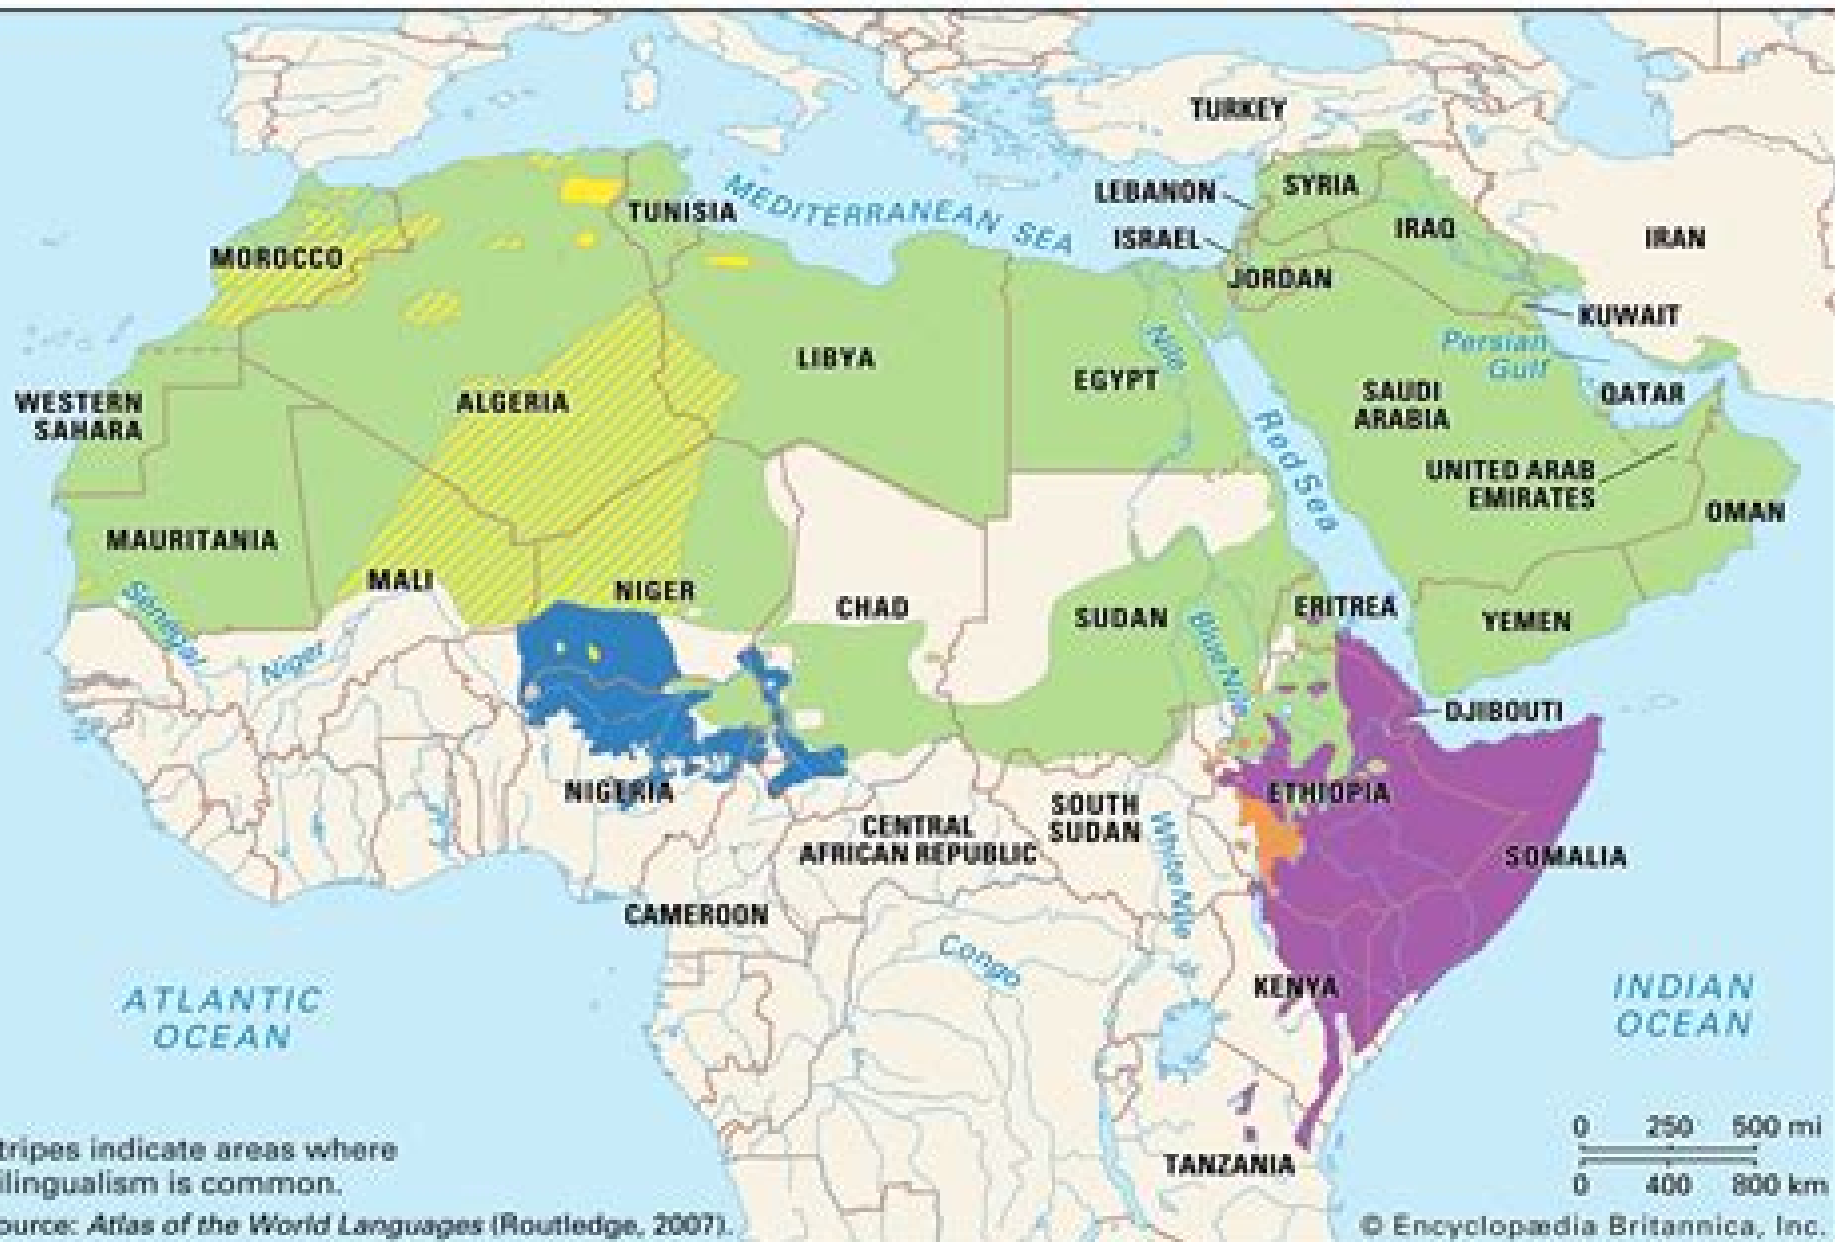 TURKEY
LEBANON
SYRIA
MEDITERRANEAN SEA
TUNISIA
ISRAEL
IRAQ
IRAN
MOROCCO
JORDAN
KUWAIT
Nile
Persian
Gulf
LIBYA
EGYPT
SAUDI
ARABIA
QATAR
WESTERN
SAHARA
ALGERIA
Red Sea
UNITED ARAB
EMIRATES
OMAN
MAURITANIA
MALI
NIGER
CHAD
SUDAN
ERITREA
YEMEN
Senegal
Niger
Blue Nile
DJIBOUTI
NIGERIA
ETHIOPIA
SOUTH
SUDAN
CENTRAL
AFRICAN REPUBLIC
White Nile
SOMALIA
CAMEROON
Congo
KENYA
ATLANTIC
OCEAN
INDIAN
OCEAN
TANZANIA
0 250 500 mi
0 400 800 km
tripes indicate areas where
ilingualism is common.
ource: Atlas of the World Languages (Routledge, 2007).
© Encyclopædia Britannica, Inc.